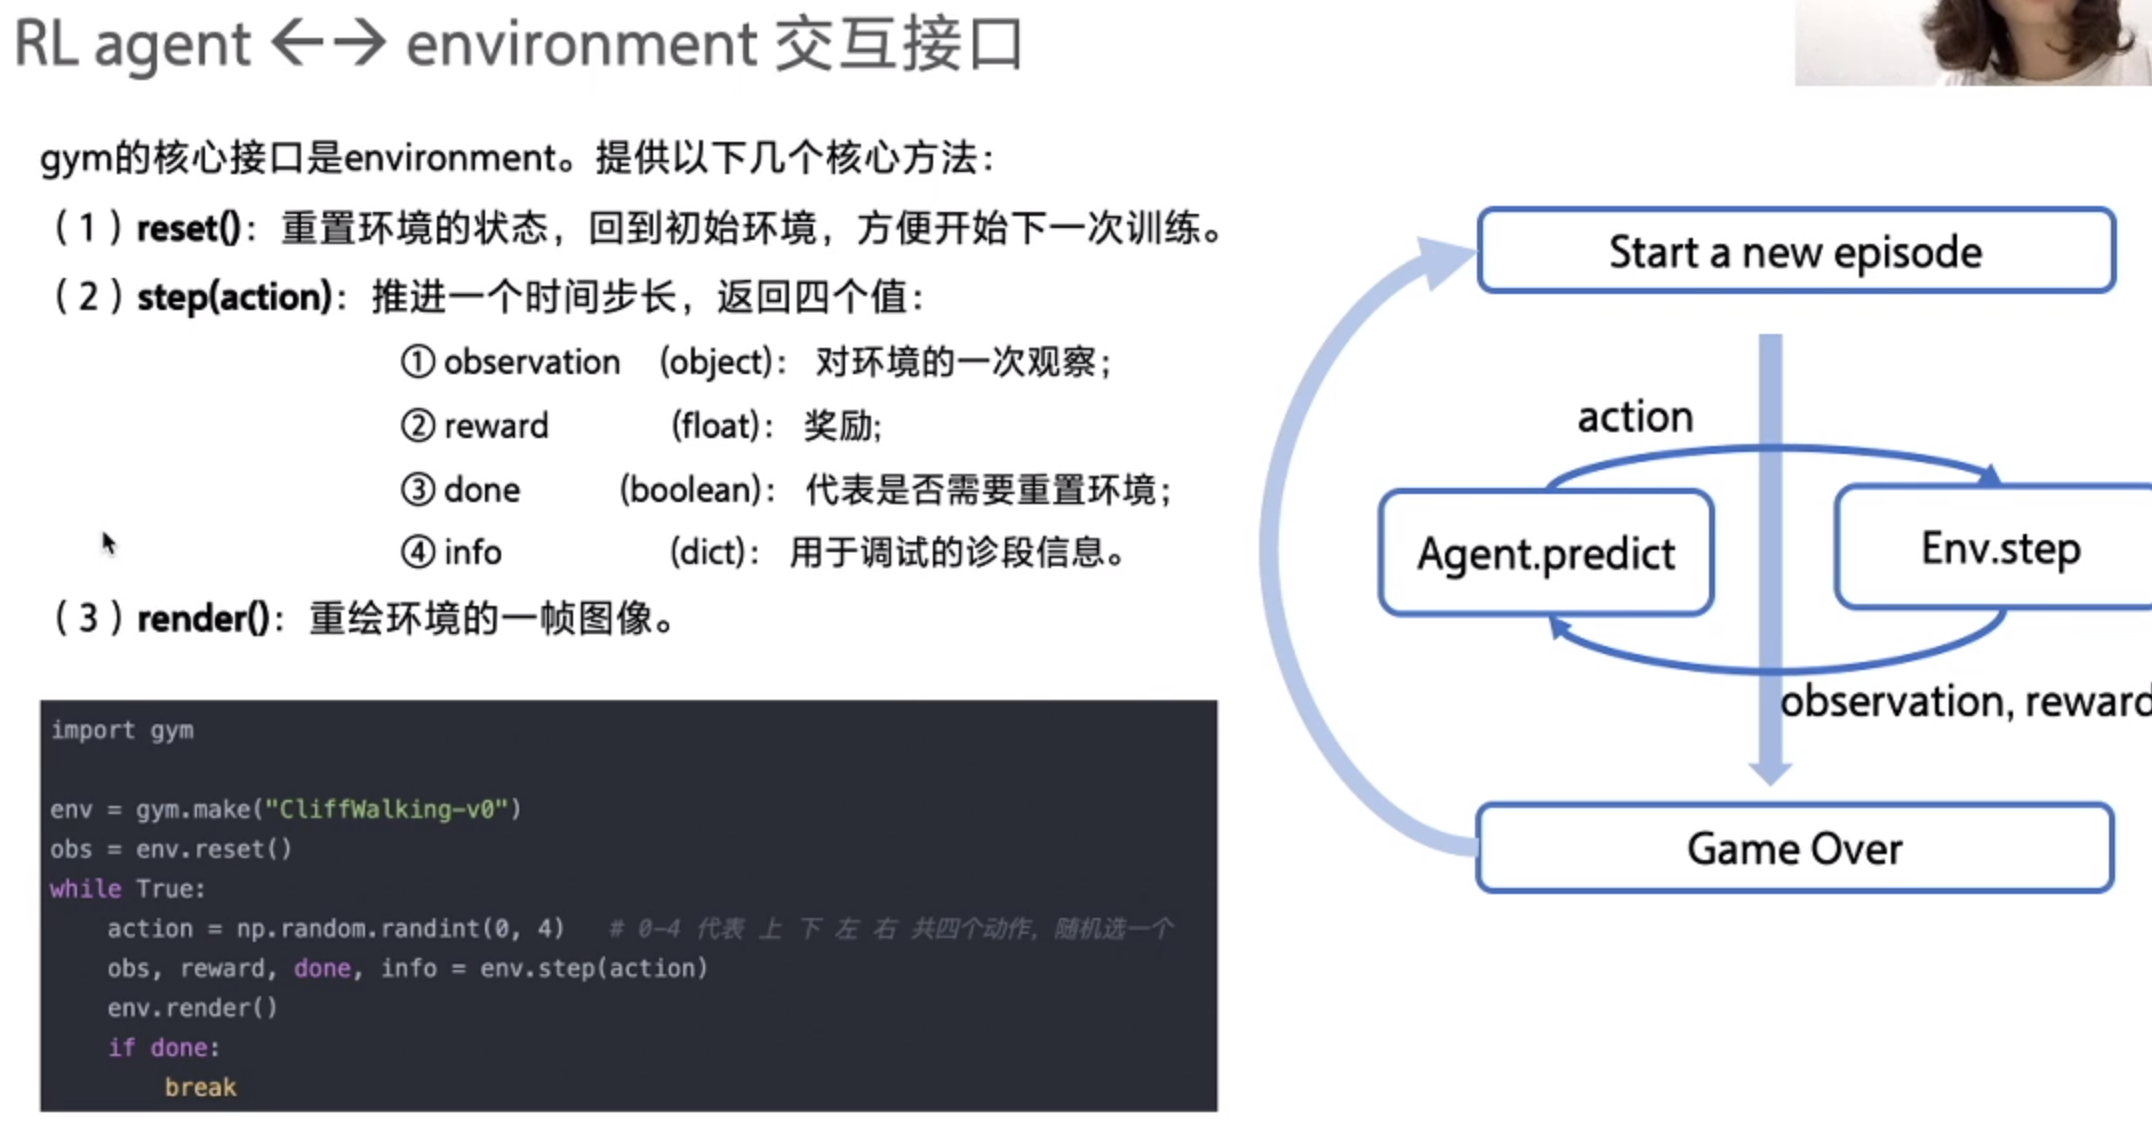 RL agent ←→ environment 交互接口
gym的核心接口是environment。提供以下几个核心方法：
（1）reset()：重置环境的状态，回到初始环境，方便开始下一次训练。
（2）step(action)：推进一个时间步长，返回四个值：
① observation (object)：对环境的一次观察；
② reward (float)：奖励;
③ done (boolean)：代表是否需要重置环境；
④ info (dict)：用于调试的诊段信息。
（3）render()：重绘环境的一帧图像。
import gym
env = gym.make("CliffWalking-v0")
obs = env.reset()
while True:
    action = np.random.randint(0, 4)   # 0-4 代表 上 下 左 右 共四个动作，随机选一个
    obs, reward, done, info = env.step(action)
    env.render()
    if done:
        break
Start a new episode
action
Agent.predict
Env.step
observation, reward
Game Over